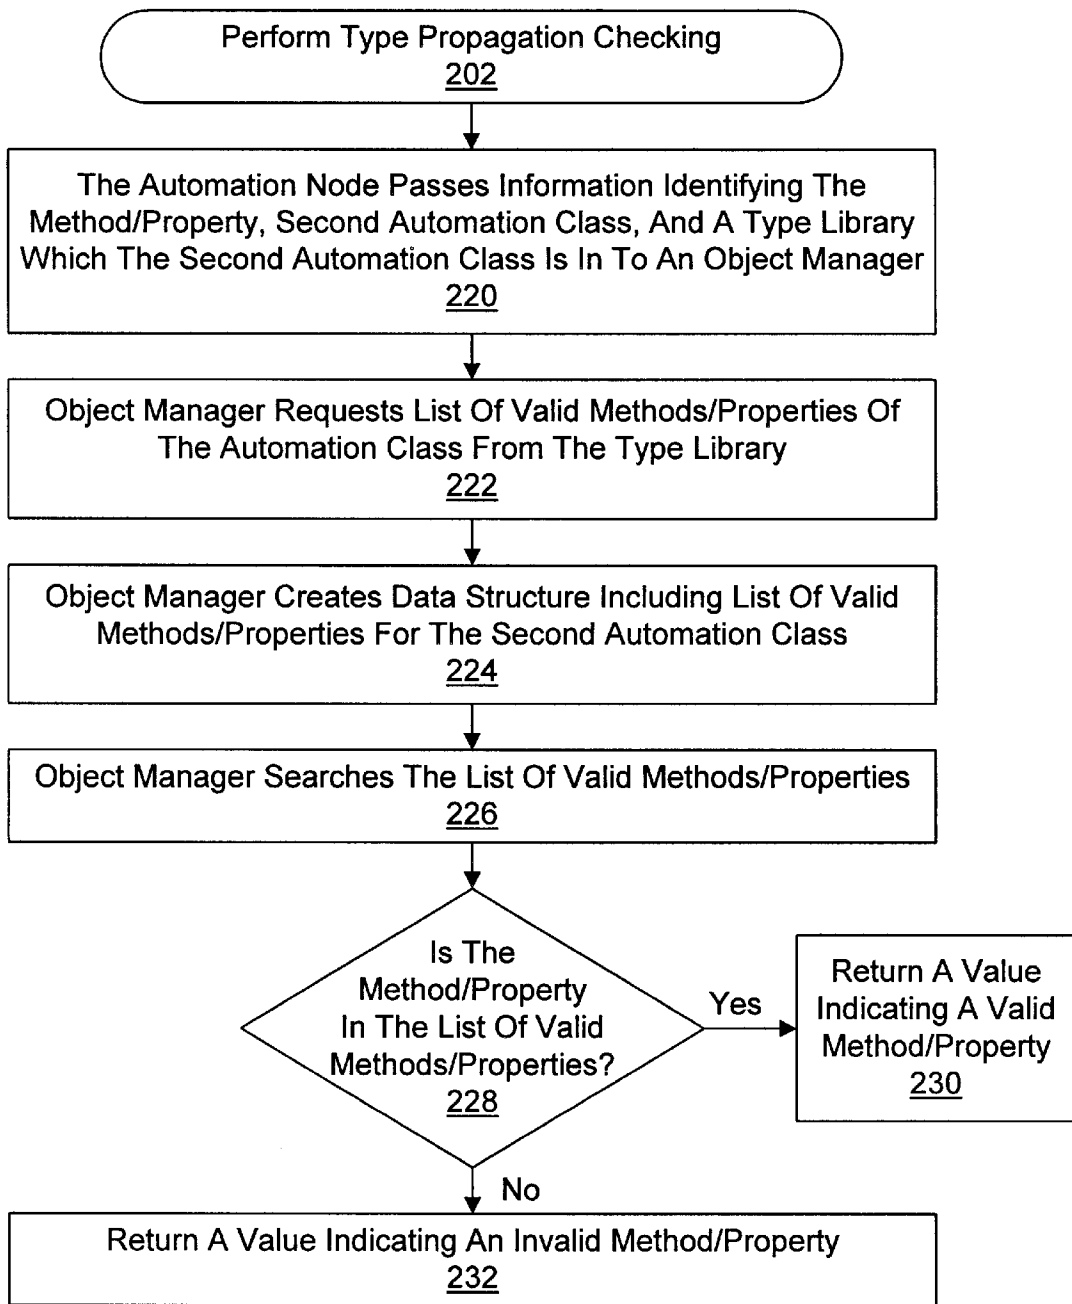 Perform Type Propagation Checking
202
The Automation Node Passes Information Identifying The
Method/Property, Second Automation Class, And A Type Library
Which The Second Automation Class Is In To An Object Manager
220
Object Manager Requests List Of Valid Methods/Properties Of
The Automation Class From The Type Library
222
Object Manager Creates Data Structure Including List Of Valid
Methods/Properties For The Second Automation Class
224
Object Manager Searches The List Of Valid Methods/Properties
226
Is The
Method/Property
In The List Of Valid
Methods/Properties?
228
Yes
Return A Value
Indicating A Valid
Method/Property
230
No
Return A Value Indicating An Invalid Method/Property
232